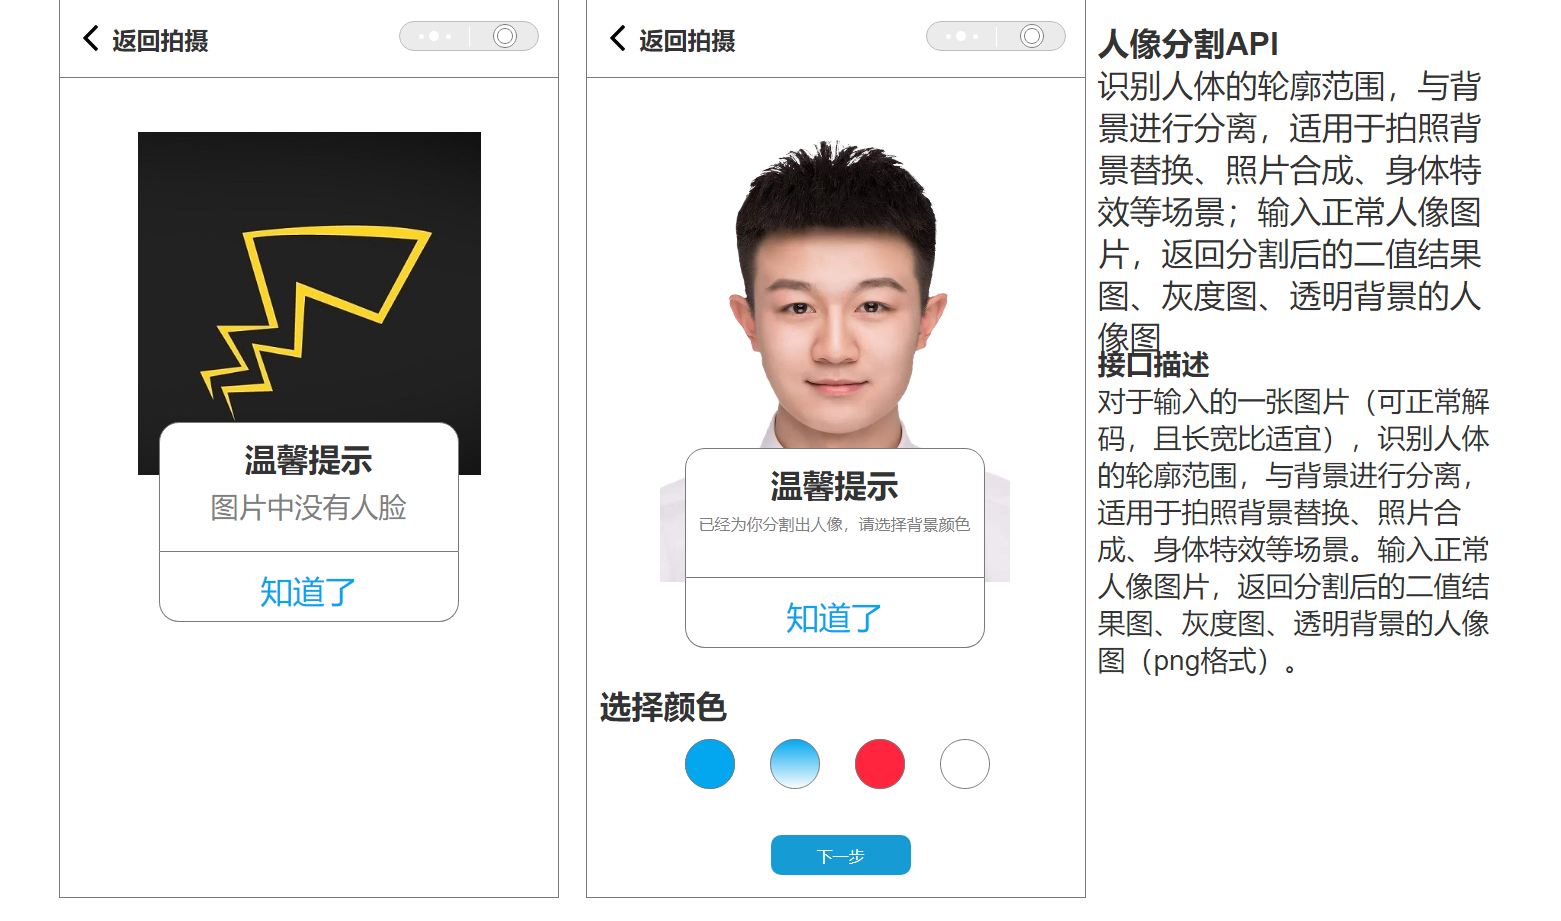 返回拍摄
温馨提示
图片中没有人脸
知道了
返回拍摄
温馨提示
已经为你分割出人像，请选择背景颜色
知道了
选择颜色
下一步
人像分割API
识别人体的轮廓范围，与背
景进行分离，适用于拍照背
景替换、照片合成、身体特
效等场景；输入正常人像图
片，返回分割后的二值结果
图、灰度图、透明背景的人
像图
接口描述
对于输入的一张图片（可正常解
码，且长宽比适宜），识别人体
的轮廓范围，与背景进行分离，
适用于拍照背景替换、照片合
成、身体特效等场景。输入正常
人像图片，返回分割后的二值结
果图、灰度图、透明背景的人像
图（png格式）。